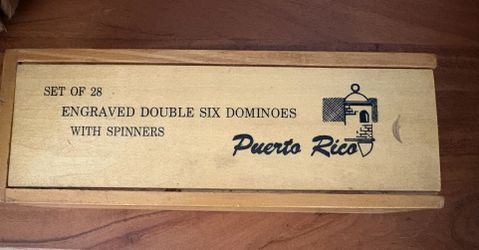 SET OF 28
ENGRAVED DOUBLE SIX DOMINOES
WITH SPINNERS
Puerto Rico